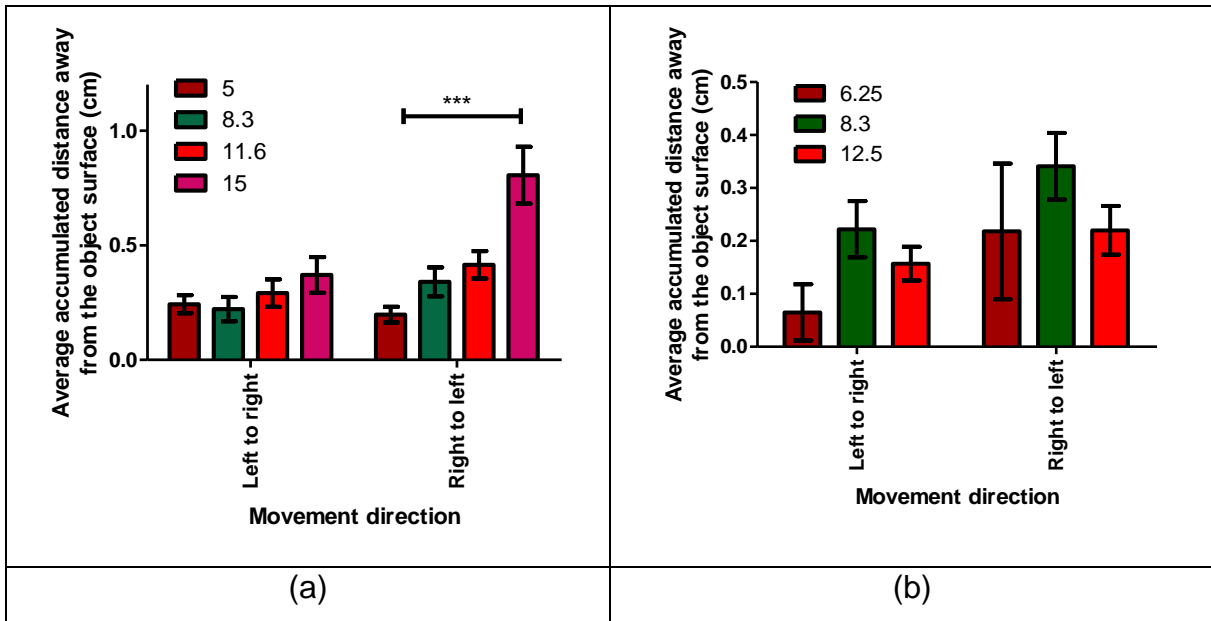 Average accumulated distance away
from the object surface (cm)
1.0
0.5
0.0
5
8.3
11.6
15
***
Left to right
Right to left
Movement direction
(a)
Average accumulated distance away
from the object surface (cm)
0.5
0.4
0.3
0.2
0.1
0.0
6.25
8.3
12.5
Left to right
Right to left
Movement direction
(b)